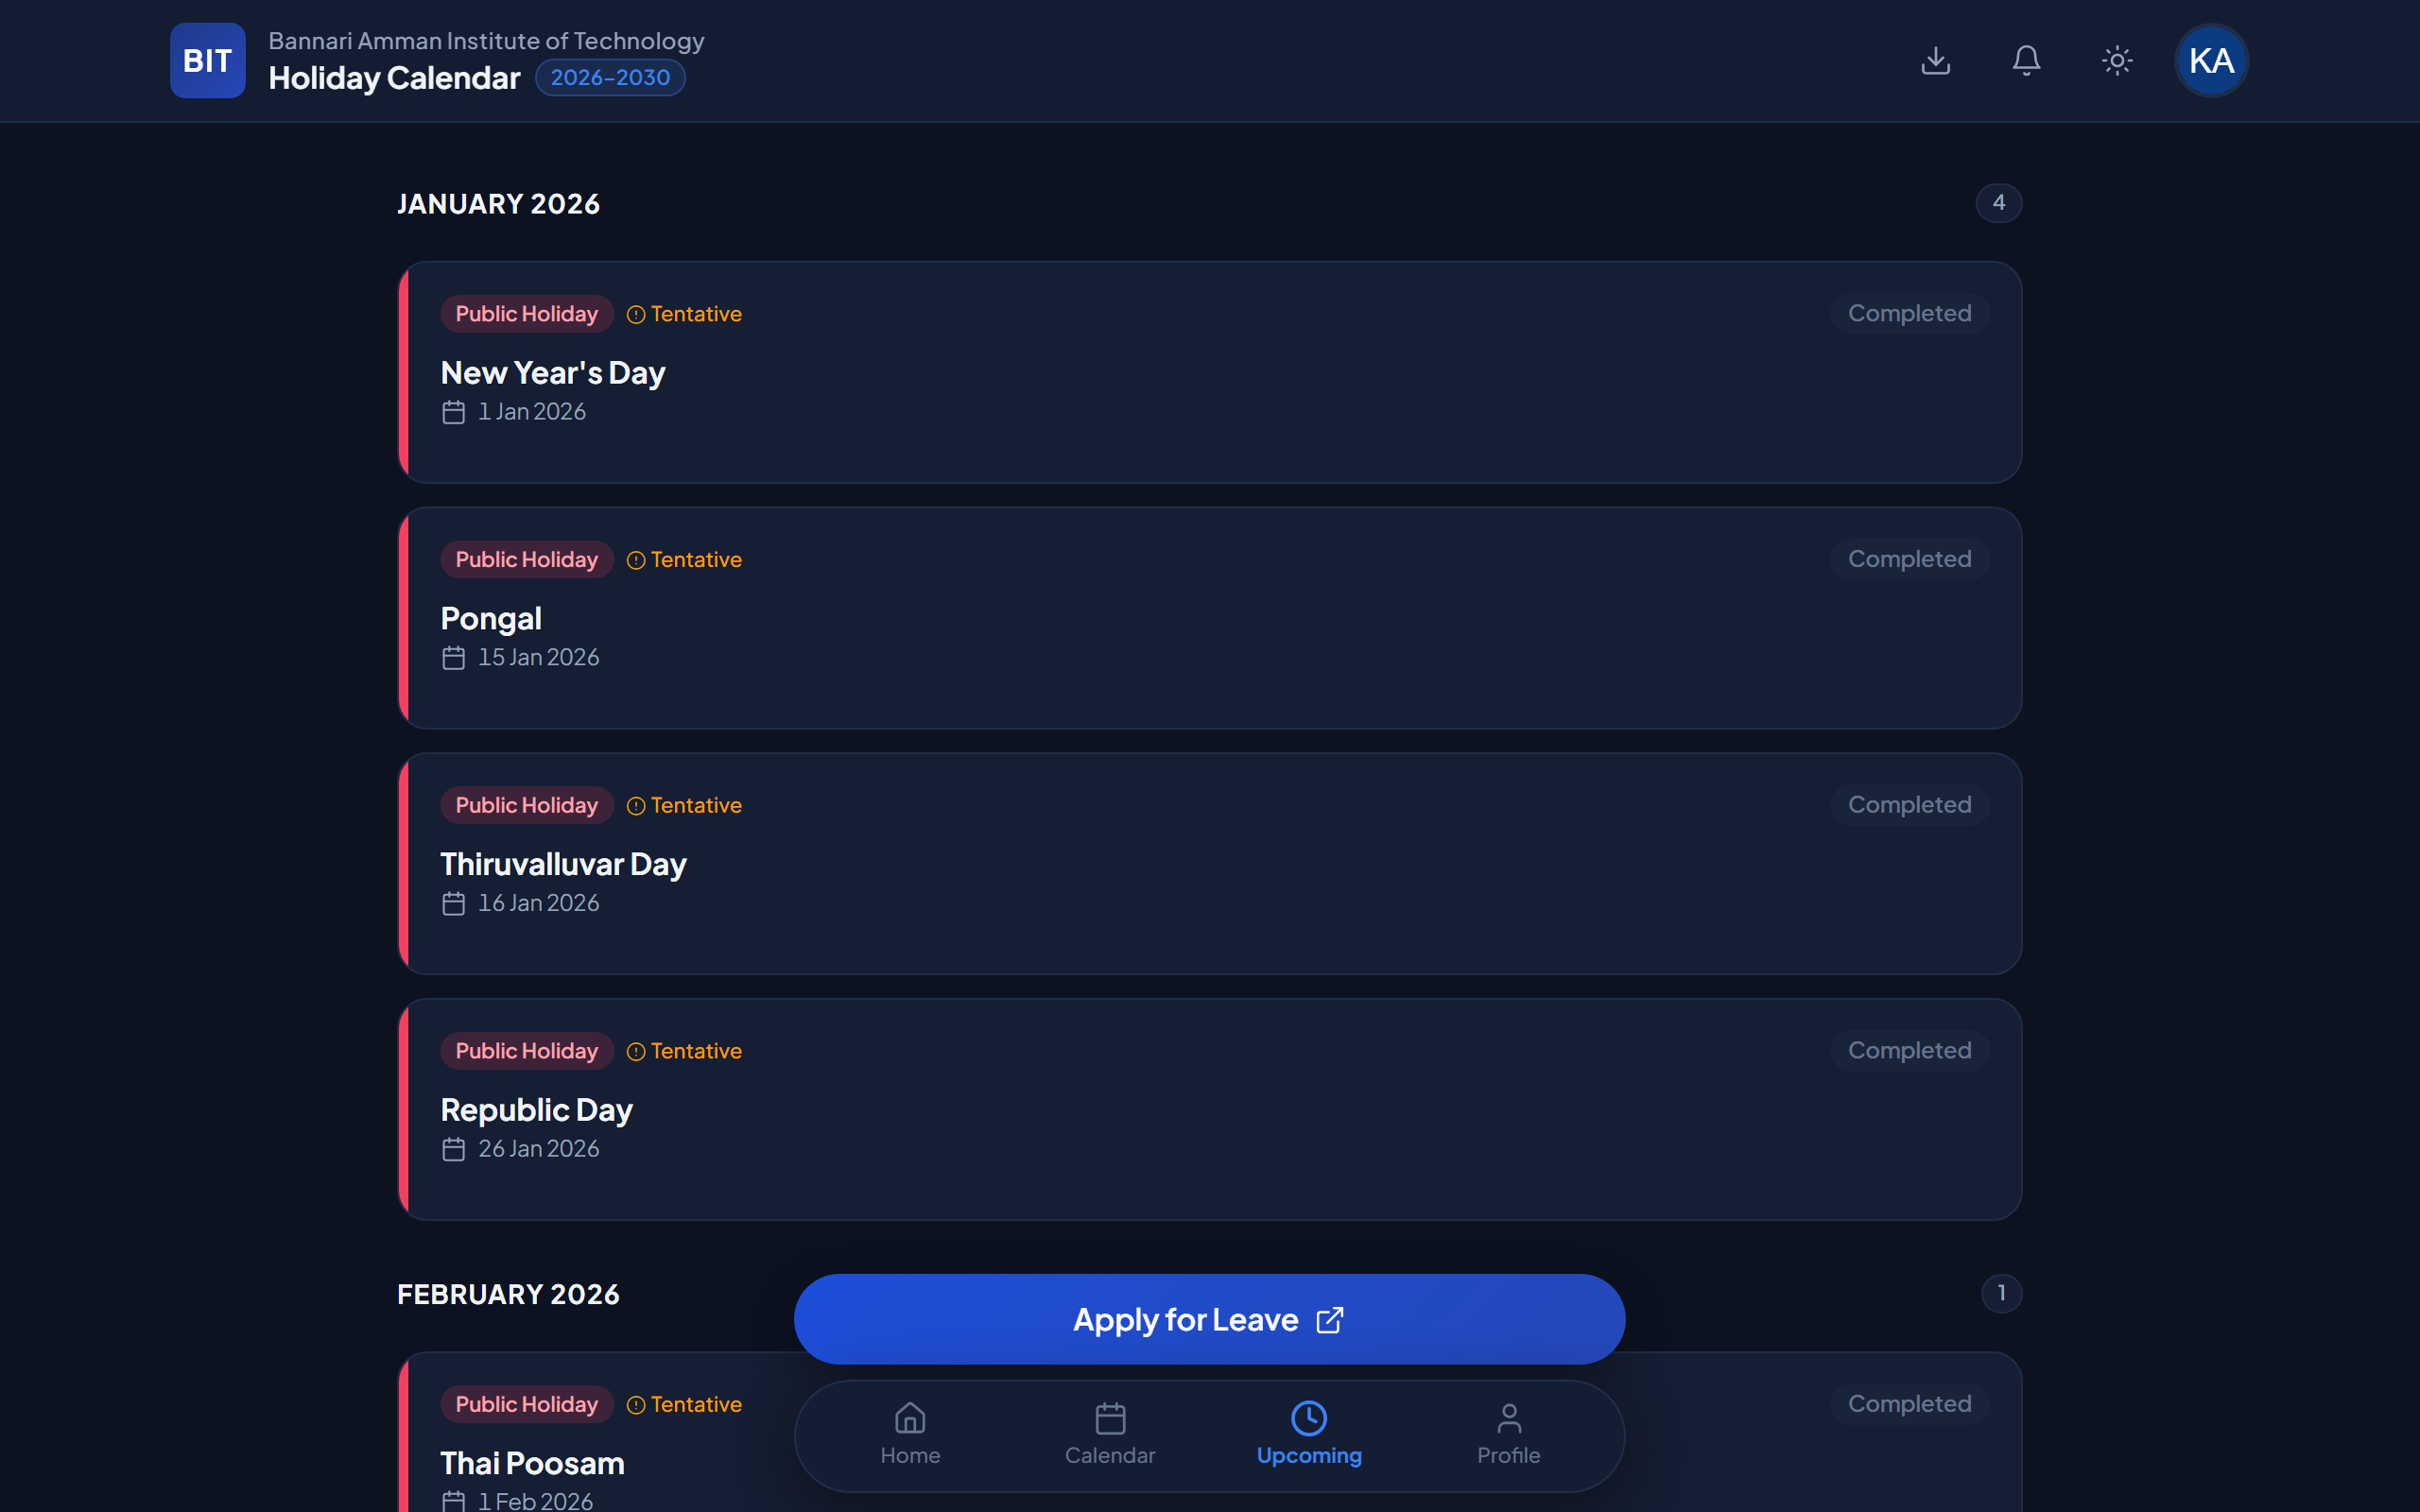 BIT
Bannari Amman Institute of Technology
Holiday Calendar 2026–2030
KA
JANUARY 2026 4
Public Holiday Tentative Completed
New Year's Day
1 Jan 2026
Public Holiday Tentative Completed
Pongal
15 Jan 2026
Public Holiday Tentative Completed
Thiruvalluvar Day
16 Jan 2026
Public Holiday Tentative Completed
Republic Day
26 Jan 2026
FEBRUARY 2026 1
Apply for Leave
Public Holiday Tentative Completed
Thai Poosam
1 Feb 2026
Home Calendar Upcoming Profile